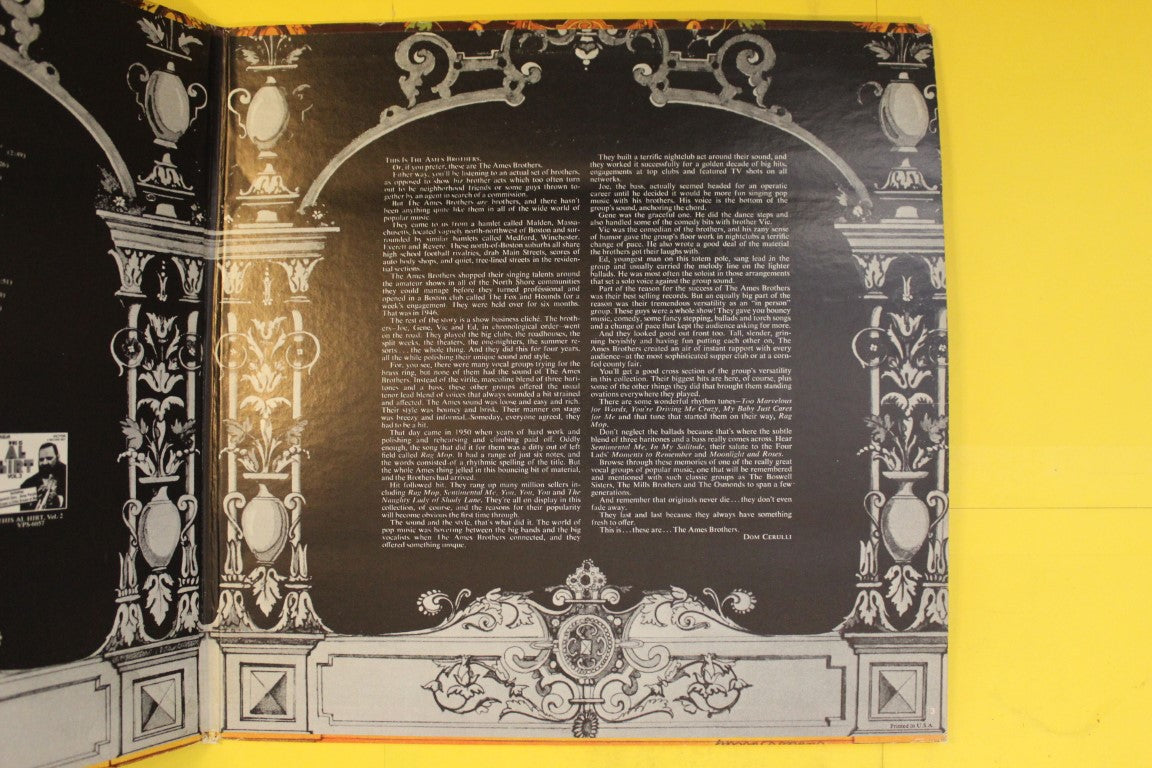 THIS IS THE AMES BROTHERS.
Or, if you prefer, these are The Ames Brothers.
Either way, you'll be listening to an actual set of brothers,
as opposed to show biz brother acts which too often turn
out to be neighborhood friends or some guys thrown to-
gether by an agent in search of a commission.
But The Ames Brothers are brothers, and there hasn't
been anything quite like them in all of the wide world of
popular music.
They came to us from a hamlet called Malden, Massa-
chusetts, located vaguely north-northwest of Boston and sur-
rounded by similar hamlets called Medford, Winchester,
Everett and Revere. These north-of-Boston suburbs all share
high school football rivalries, drab Main Streets, scores of
auto body shops, and quiet, tree-lined streets in the residen-
tial sections.
The Ames Brothers shopped their singing talents around
the amateur shows in all of the North Shore communities
they could manage before they turned professional and
opened in a Boston club called The Fox and Hounds for a
week's engagement. They were held over for six months.
That was in 1946.
The rest of the story is a show business cliché. The broth-
ers–Joe, Gene, Vic and Ed, in chronological order–went
on the road. They played the big clubs, the roadhouses, the
split weeks, the theaters, the one-nighters, the summer re-
sorts . . . the whole thing. And they did this for four years,
all the while polishing their unique sound and style.
For, you see, there were many vocal groups trying for the
brass ring, but none of them had the sound of The Ames
Brothers. Instead of the virile, masculine blend of three bari-
tones and a bass, these other groups offered the usual
tenor lead blend of voices that always sounded a bit strained
and affected. The Ames sound was loose and easy and rich.
Their style was bouncy and brisk. Their manner on stage
was breezy and informal. Someday, everyone agreed, they
had to be a hit.
That day came in 1950 when years of hard work and
polishing and rehearsing and climbing paid off. Oddly
enough, the song that did it for them was a ditty out of left
field called Rag Mop. It had a range of just six notes, and
the words consisted of a rhythmic spelling of the title. But
the whole Ames thing jelled in this bouncing bit of material,
and the Brothers had arrived.
Hit followed hit. They rang up many million sellers in-
cluding Rag Mop, Sentimental Me, You, You, You and The
Naughty Lady of Shady Lane. They're all on display in this
collection, of course, and the reasons for their popularity
will become obvious the first time through.
The sound and the style, that's what did it. The world of
pop music was hovering between the big bands and the big
vocalists when The Ames Brothers connected, and they
offered something unique.
They built a terrific nightclub act around their sound, and
they worked it successfully for a golden decade of big hits,
engagements at top clubs and featured TV shots on all
networks.
Joe, the bass, actually seemed headed for an operatic
career until he decided it would be more fun singing pop
music with his brothers. His voice is the bottom of the
group's sound, anchoring the chord.
Gene was the graceful one. He did the dance steps and
also handled some of the comedy bits with brother Vic.
Vic was the comedian of the brothers, and his zany sense
of humor gave the group's floor work in nightclubs a terrific
change of pace. He also wrote a good deal of the material
the brothers got their laughs with.
Ed, youngest man on this totem pole, sang lead in the
group and usually carried the melody line on the lighter
ballads. He was most often the soloist in those arrangements
that set a solo voice against the group sound.
Part of the reason for the success of The Ames Brothers
was their best selling records. But an equally big part of the
reason was their tremendous versatility as an "in person"
group. These guys were a whole show! They gave you bouncy
music, comedy, some fancy stepping, ballads and torch songs
and a change of pace that kept the audience asking for more.
And they looked good out front too. Tall, slender, grin-
ning boyishly and having fun putting each other on, The
Ames Brothers created an air of instant rapport with every
audience–at the most sophisticated supper club or at a corn-
fed county fair.
You'll get a good cross section of the group's versatility
in this collection. Their biggest hits are here, of course, plus
some of the other things they did that brought them standing
ovations everywhere they played.
There are some wonderful rhythm tunes–Too Marvelous
for Words, You're Driving Me Crazy, My Baby Just Cares
for Me and that tune that started them on their way, Rag
Mop.
Don't neglect the ballads because that's where the subtle
blend of three baritones and a bass really comes across. Hear
Sentimental Me, In My Solitude, their salute to the Four
Lads' Moments to Remember and Moonlight and Roses.
Browse through these memories of one of the really great
vocal groups of popular music, one that will be remembered
and mentioned with such classic groups as The Boswell
Sisters, The Mills Brothers and The Osmonds to span a few
generations.
And remember that originals never die . . . they don't even
fade away.
They last and last because they always have something
fresh to offer.
This is . . . these are . . . The Ames Brothers.
DOM CERULLI
THIS IS
AL
HIRT
VOL. 2
THIS IS AL HIRT, Vol. 2
VPS-6057
3
Printed in U.S.A.